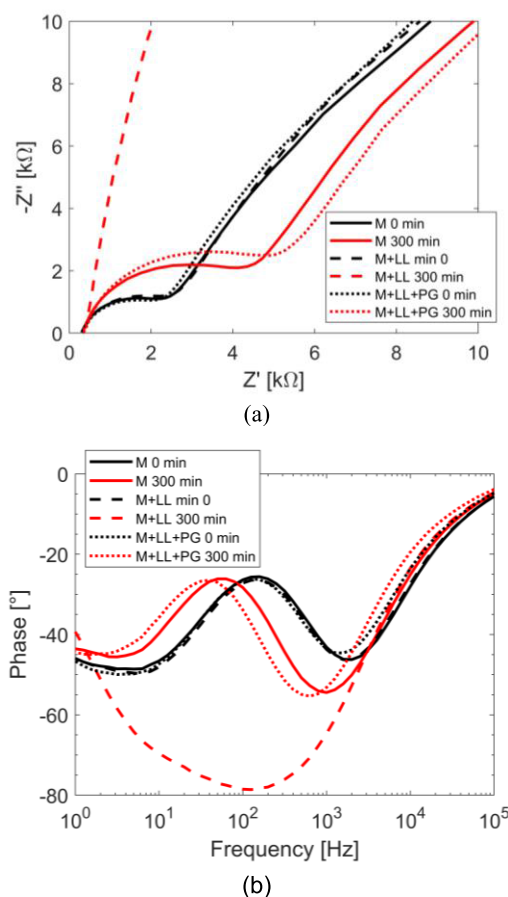 10
8
6
4
2
0
-Z" [kΩ]
M 0 min
M 300 min
M+LL min 0
M+LL 300 min
M+LL+PG 0 min
M+LL+PG 300 min
0 2 4 6 8 10
Z' [kΩ]
(a)
M 0 min
M 300 min
M+LL min 0
M+LL 300 min
M+LL+PG 0 min
M+LL+PG 300 min
0
-20
-40
-60
-80
Phase [°]
10^0 10^1 10^2 10^3 10^4 10^5
Frequency [Hz]
(b)